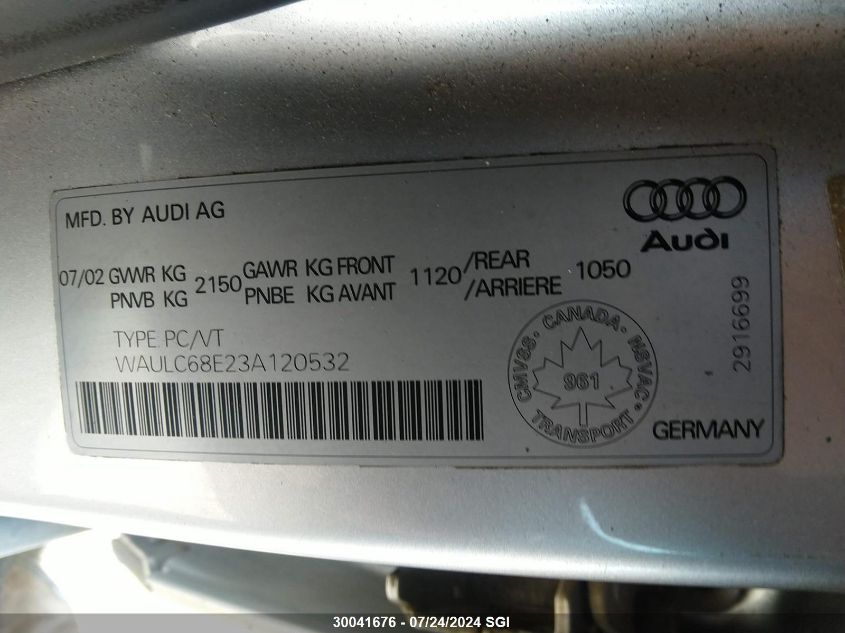 MFD. BY AUDI AG
Audi
07/02 GVWR KG 2150 GAWR KG FRONT 1120 /REAR 1050
PNVB KG PNBE KG AVANT /ARRIERE
TYPE PC/VT
WAULC68E23A120532
CANADA
CMVSS NSVAC
961
TRANSPORT
2916699
GERMANY
30041676 - 07/24/2024 SGI